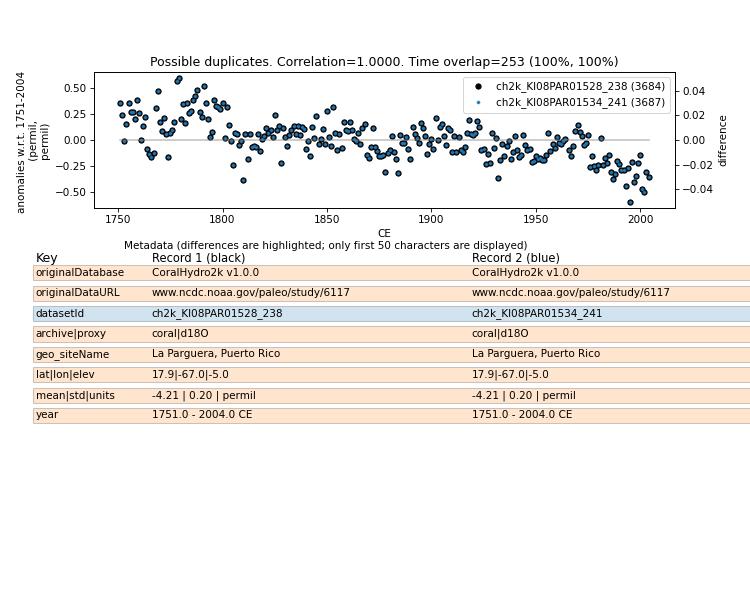 Possible duplicates. Correlation=1.0000. Time overlap=253 (100%, 100%)
anomalies w.r.t. 1751-2004
(permil,
permil)
0.50
0.25
0.00
−0.25
−0.50
ch2k_KI08PAR01528_238 (3684)
ch2k_KI08PAR01534_241 (3687)
0.04
0.02
0.00
−0.02
−0.04
difference
1750 1800 1850 1900 1950 2000
CE
Metadata (differences are highlighted; only first 50 characters are displayed)
Key Record 1 (black) Record 2 (blue)
originalDatabase CoralHydro2k v1.0.0 CoralHydro2k v1.0.0
originalDataURL www.ncdc.noaa.gov/paleo/study/6117 www.ncdc.noaa.gov/paleo/study/6117
datasetId ch2k_KI08PAR01528_238 ch2k_KI08PAR01534_241
archive|proxy coral|d18O coral|d18O
geo_siteName La Parguera, Puerto Rico La Parguera, Puerto Rico
lat|lon|elev 17.9|-67.0|-5.0 17.9|-67.0|-5.0
mean|std|units -4.21 | 0.20 | permil -4.21 | 0.20 | permil
year 1751.0 - 2004.0 CE 1751.0 - 2004.0 CE